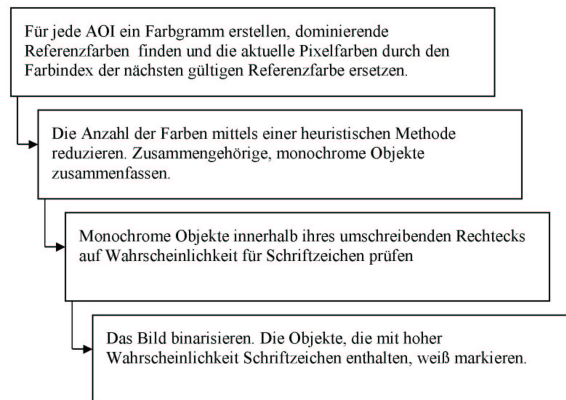 Für jede AOI ein Farbgramm erstellen, dominierende
Referenzfarben finden und die aktuelle Pixelfarben durch den
Farbindex der nächsten gültigen Referenzfarbe ersetzen.
Die Anzahl der Farben mittels einer heuristischen Methode
reduzieren. Zusammengehörige, monochrome Objekte
zusammenfassen.
Monochrome Objekte innerhalb ihres umschreibenden Rechtecks
auf Wahrscheinlichkeit für Schriftzeichen prüfen
Das Bild binarisieren. Die Objekte, die mit hoher
Wahrscheinlichkeit Schriftzeichen enthalten, weiß markieren.